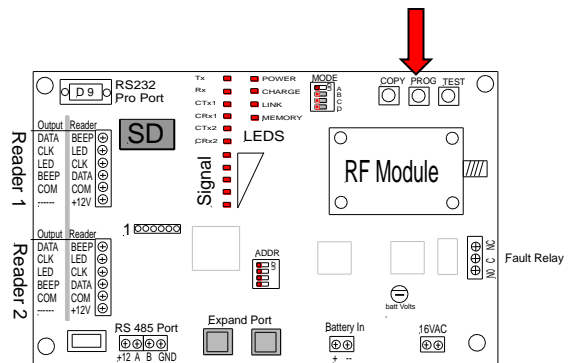 COPY PROG TEST
RS232
Pro Port
D 9
Tx
Rx
CTx1
CRx1
CTx2
CRx2
POWER
CHARGE
LINK
MEMORY
LEDS
MODE
A
B
C
D
SD
Signal
RF Module
Reader 1
Output Reader
DATA BEEP
CLK LED
LED CLK
BEEP DATA
COM COM
------ +12V
1
Reader 2
Output Reader
DATA BEEP
CLK LED
LED CLK
BEEP DATA
COM COM
------ +12V
ADDR
NO C NC
Fault Relay
batt Volts
RS 485 Port
+12 A B GND
Expand Port
Battery In
+ --
16VAC